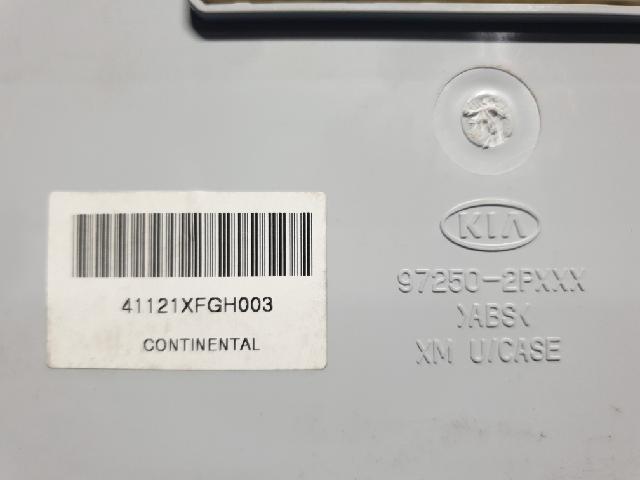 41121XFGH003
CONTINENTAL
KIA
97250-2PXXX
>ABS<
XM U/CASE